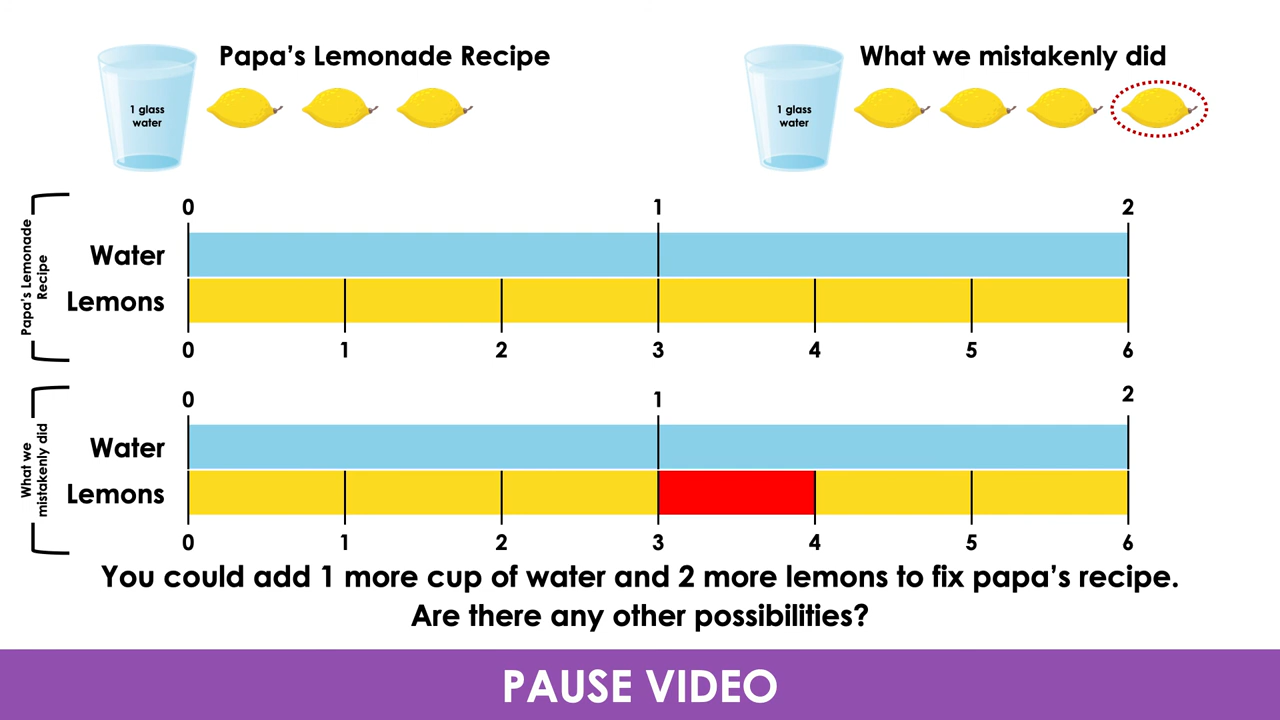 Papa's Lemonade Recipe
1 glass
water
What we mistakenly did
1 glass
water
Papa's Lemonade
Recipe
0 1 2
Water
Lemons
0 1 2 3 4 5 6
What we
mistakenly did
0 1 2
Water
Lemons
0 1 2 3 4 5 6
You could add 1 more cup of water and 2 more lemons to fix papa's recipe.
Are there any other possibilities?
PAUSE VIDEO